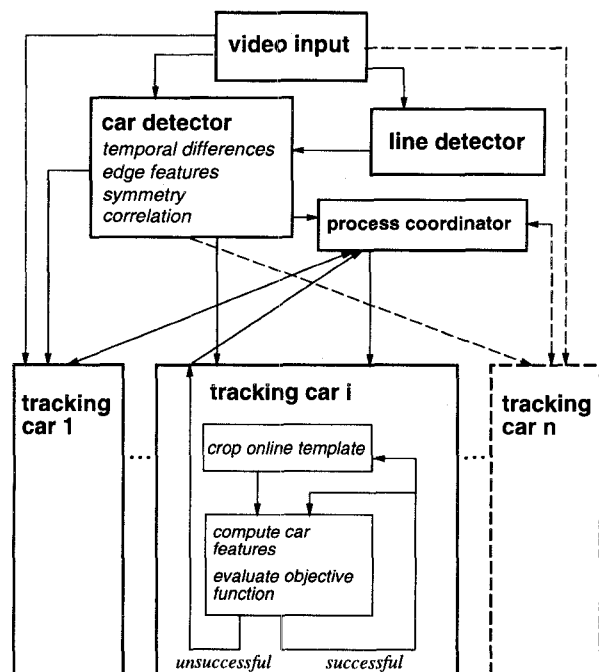 video input
car detector
temporal differences
edge features
symmetry
correlation
line detector
process coordinator
tracking
car 1
...
tracking car i
crop online template
compute car
features
evaluate objective
function
unsuccessful
successful
...
tracking
car n